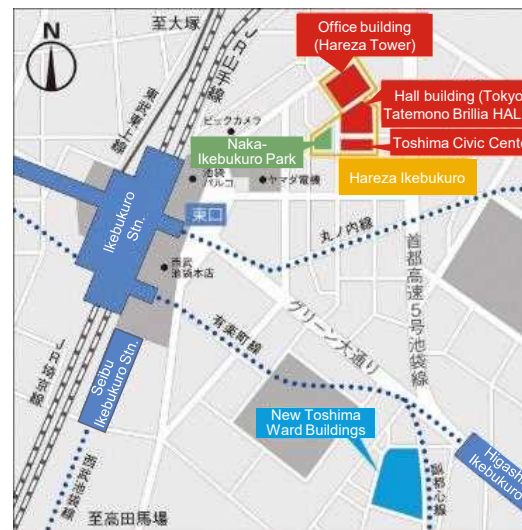 N
至大塚
JR山手線
東武東上線
Office building
(Hareza Tower)
Hall building (Tokyo
Tatemono Brillia HALL
Toshima Civic Cente
Hareza Ikebukuro
ビックカメラ
Naka-
Ikebukuro Park
池袋
パルコ
ヤマダ電機
Ikebukuro
Stn.
東口
丸ノ内線
首都高速5号池袋線
西武
池袋本店
グリーン大通り
有楽町線
JR埼京線
Seibu
Ikebukuro Stn.
New Toshima
Ward Buildings
Higashi
Ikebukuro
副都心線
西武池袋線
至高田馬場